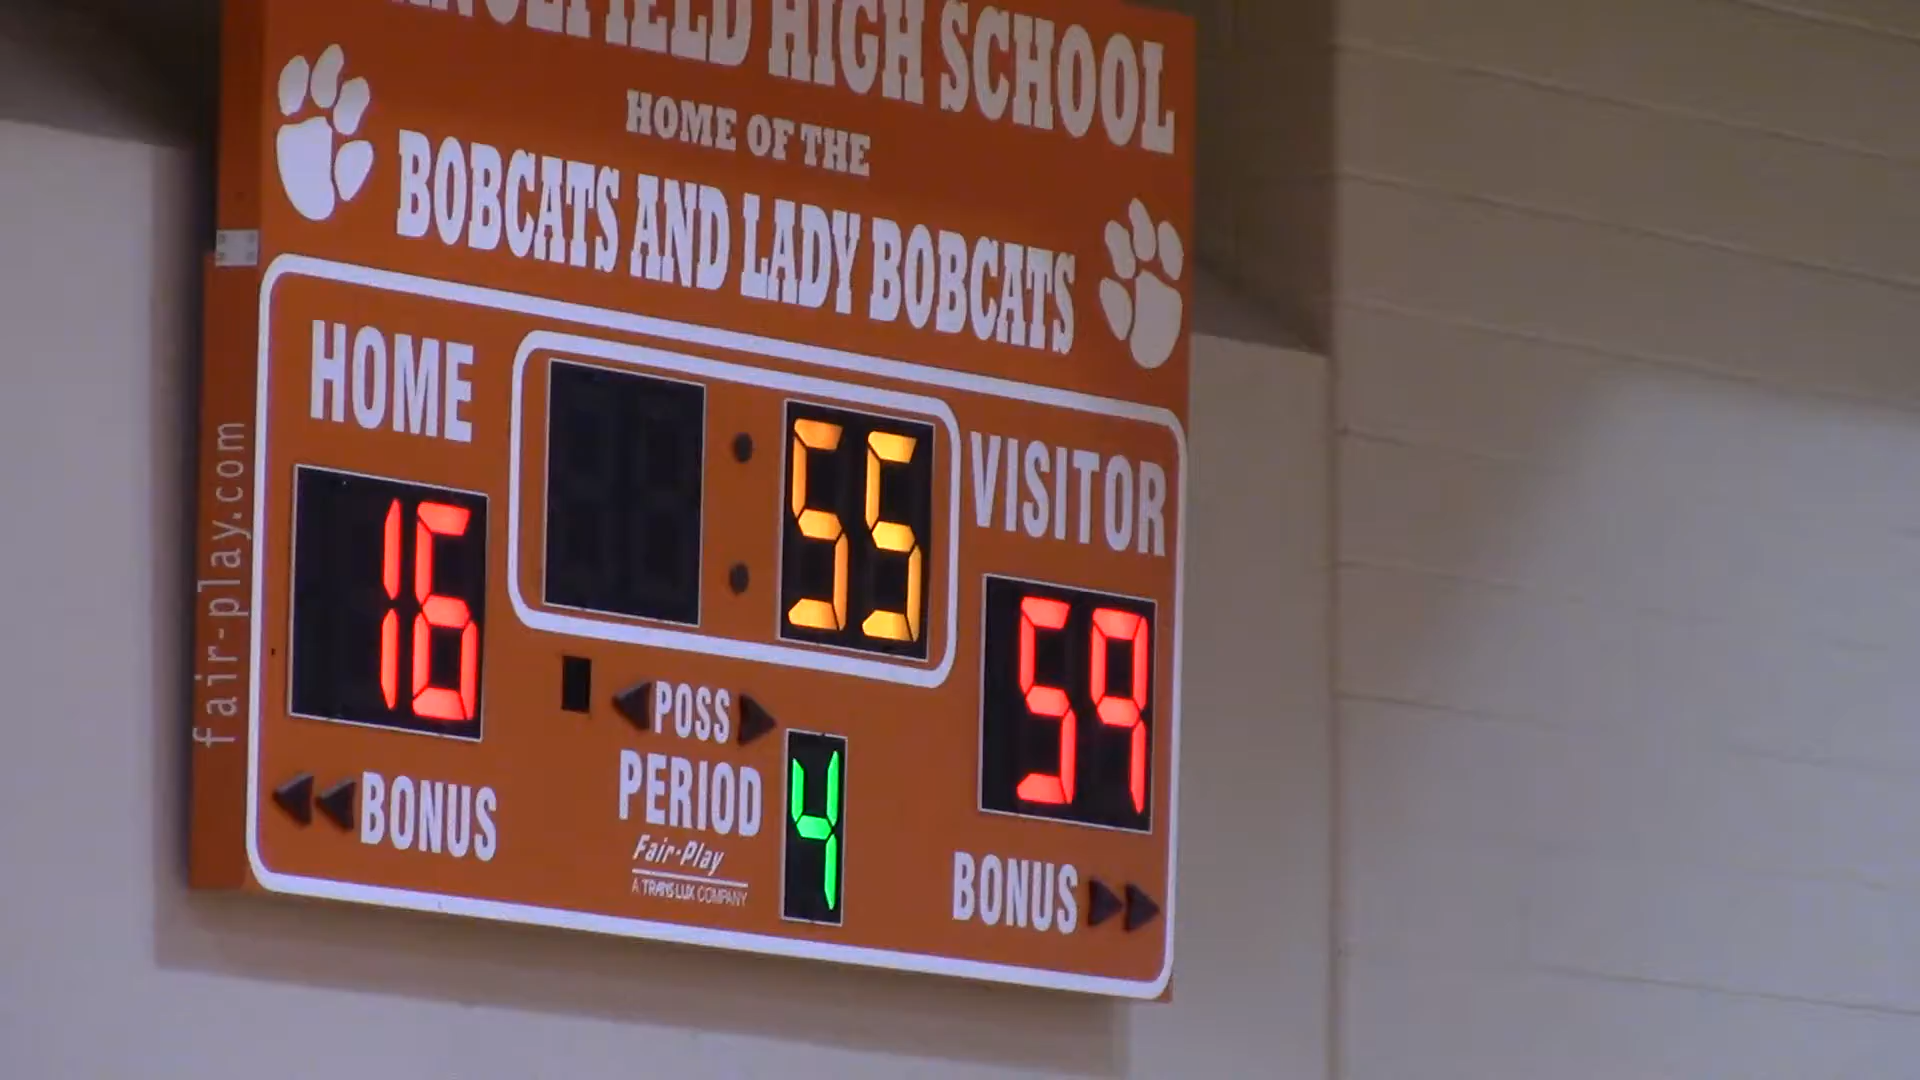 HIGH SCHOOL
HOME OF THE
BOBCATS AND LADY BOBCATS
HOME
55
VISITOR
16
59
POSS
PERIOD
4
Fair-Play
A TRANS-LUX COMPANY
BONUS
BONUS
fair-play.com